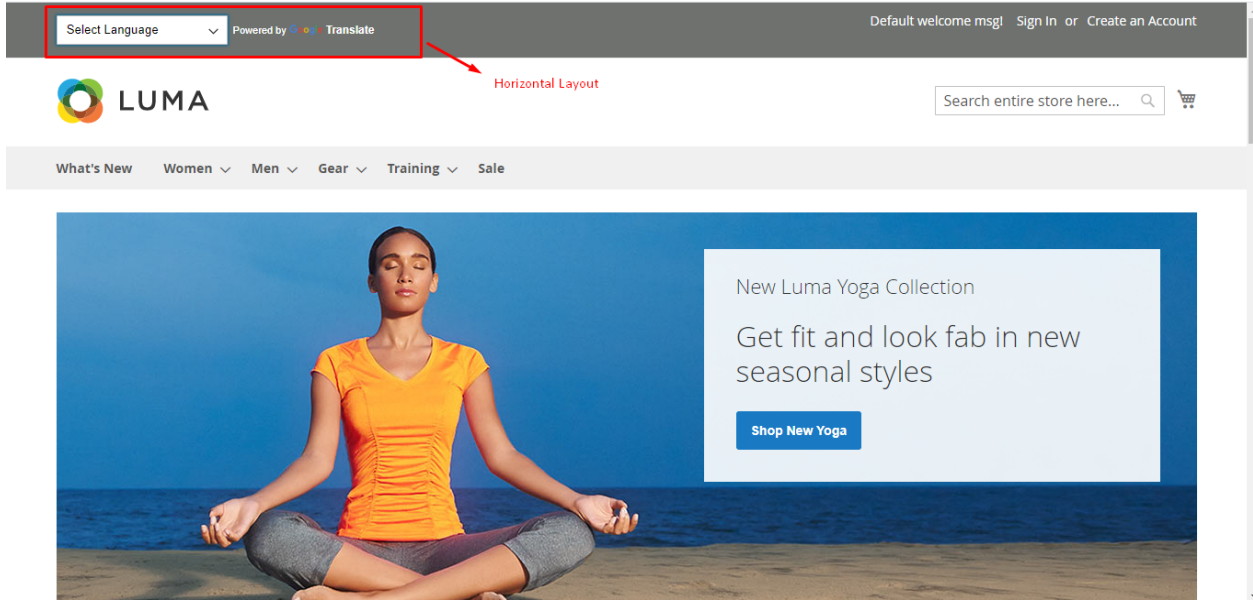 Select Language
Powered by Google Translate
Default welcome msg! Sign In or Create an Account
Horizontal Layout
LUMA
Search entire store here...
What's New Women Men Gear Training Sale
New Luma Yoga Collection
Get fit and look fab in new
seasonal styles
Shop New Yoga